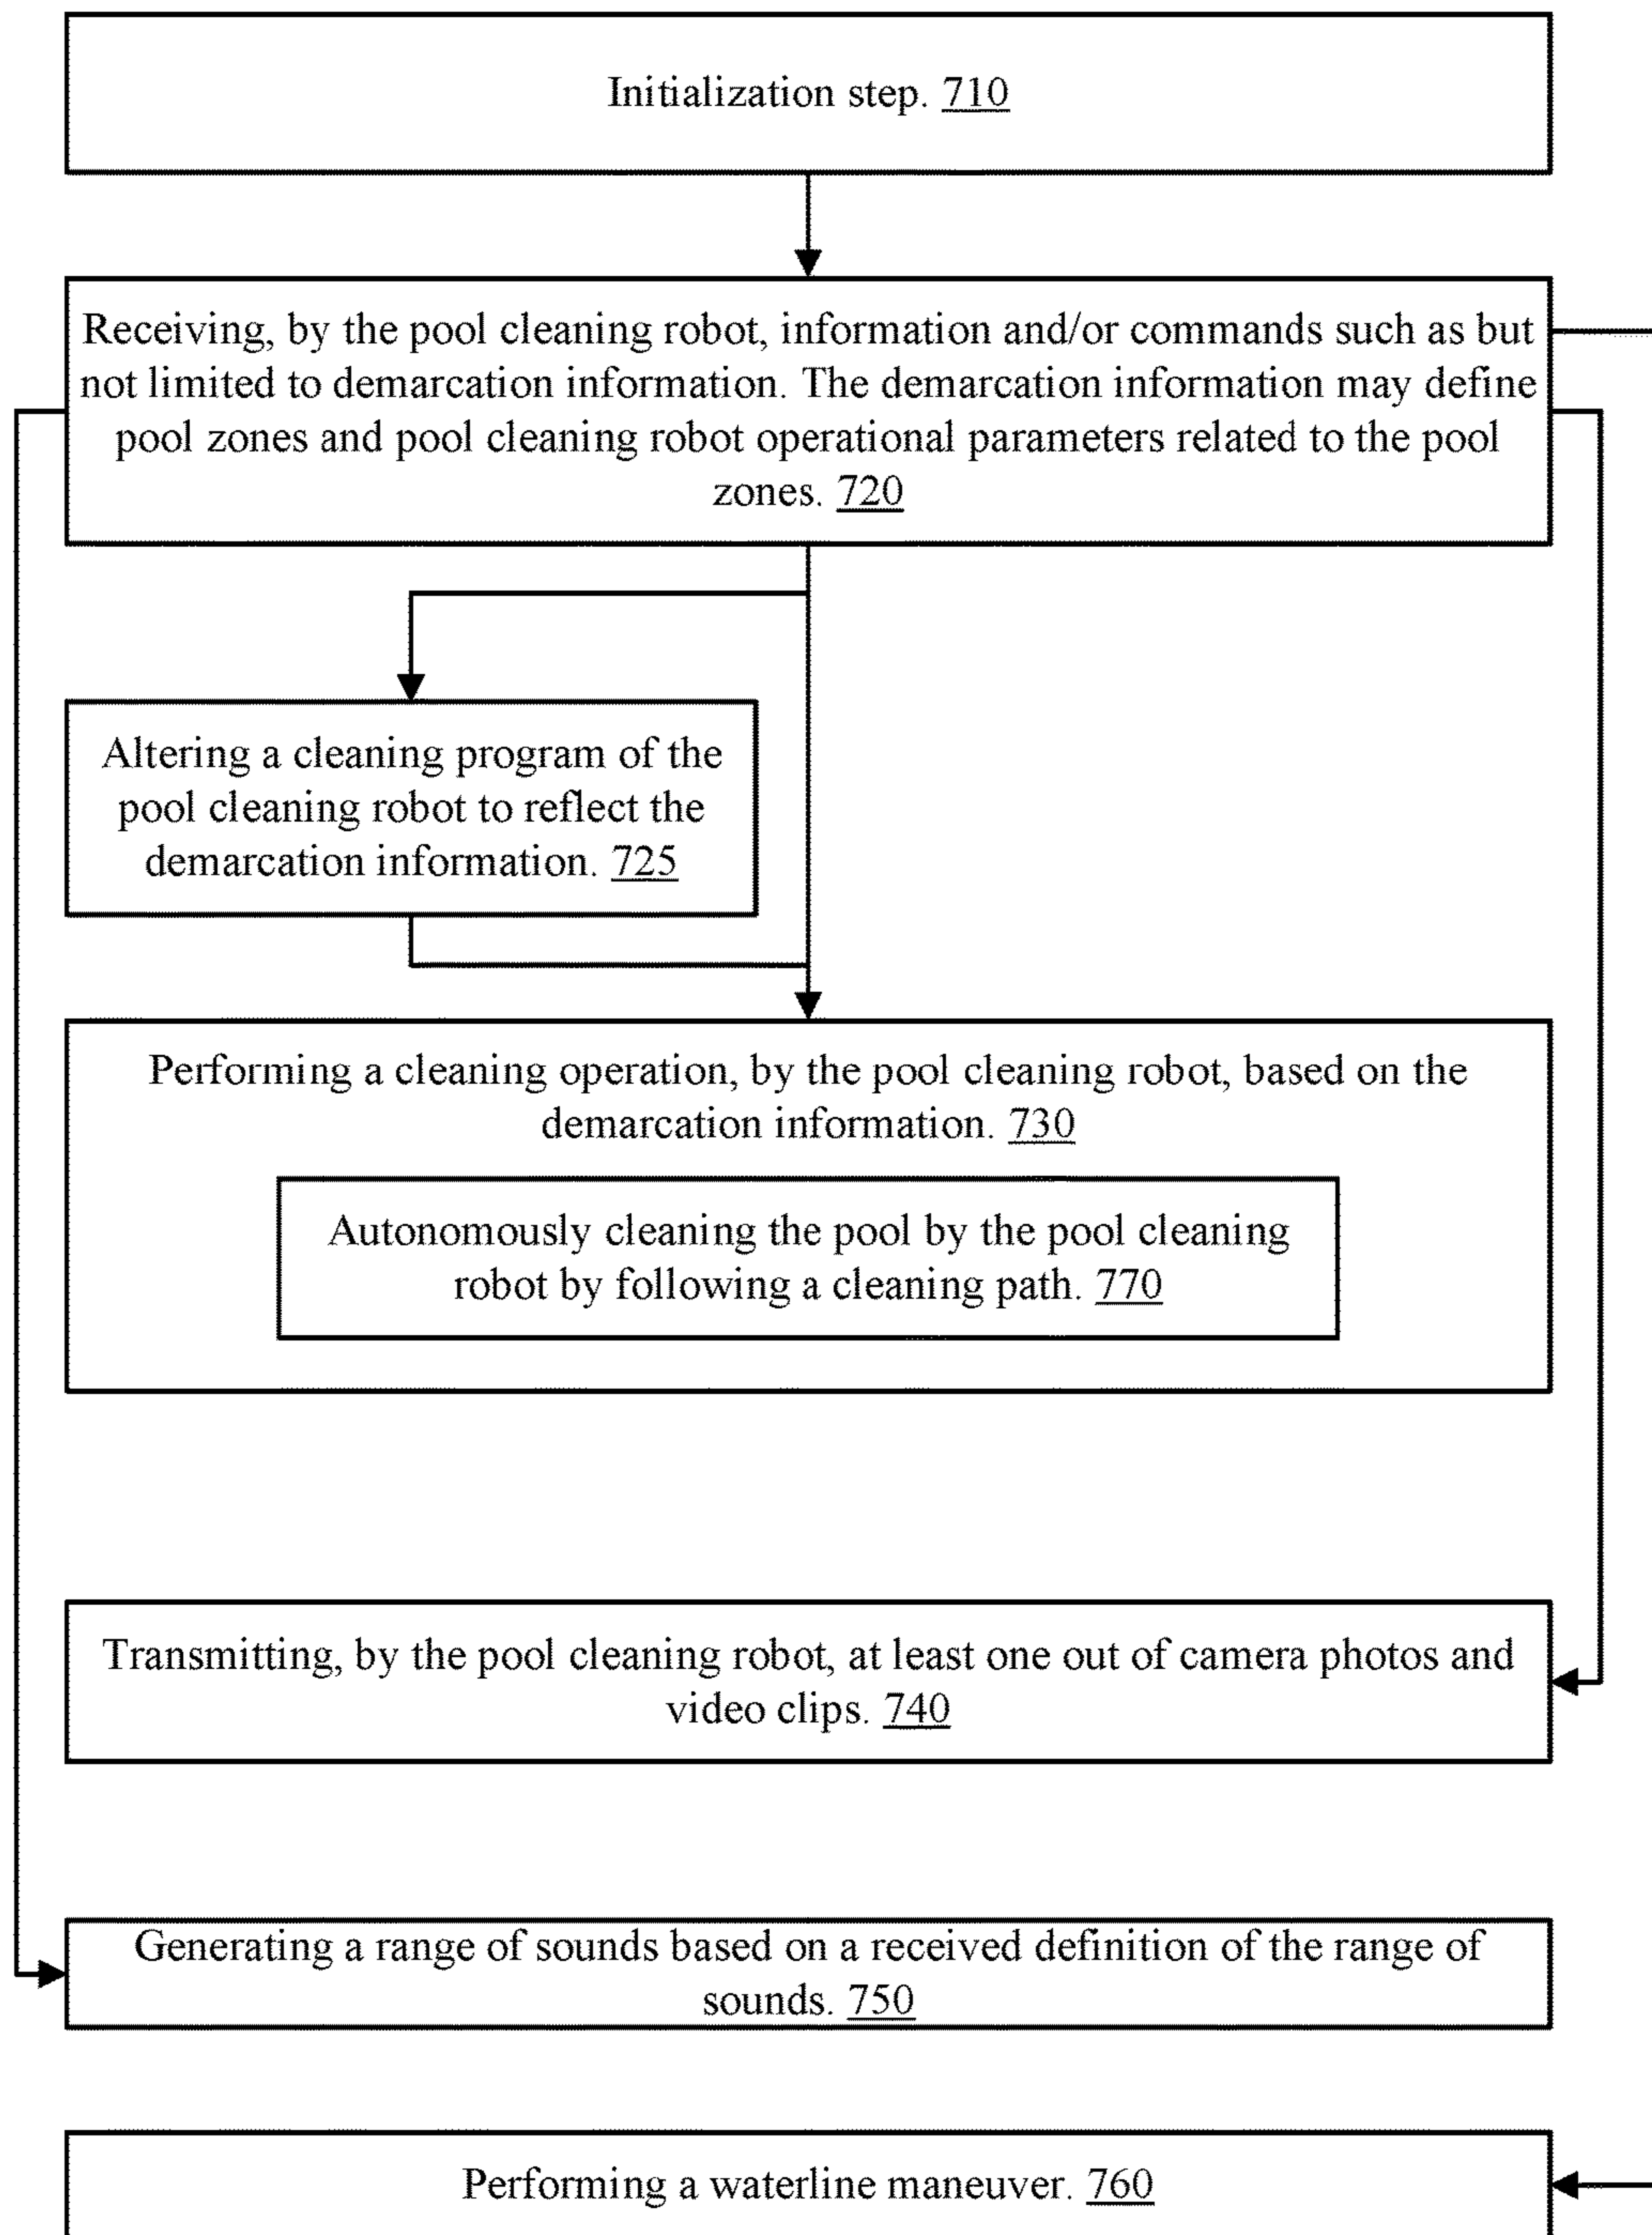 Initialization step. 710
Receiving, by the pool cleaning robot, information and/or commands such as but
not limited to demarcation information. The demarcation information may define
pool zones and pool cleaning robot operational parameters related to the pool
zones. 720
Altering a cleaning program of the
pool cleaning robot to reflect the
demarcation information. 725
Performing a cleaning operation, by the pool cleaning robot, based on the
demarcation information. 730
Autonomously cleaning the pool by the pool cleaning
robot by following a cleaning path. 770
Transmitting, by the pool cleaning robot, at least one out of camera photos and
video clips. 740
Generating a range of sounds based on a received definition of the range of
sounds. 750
Performing a waterline maneuver. 760